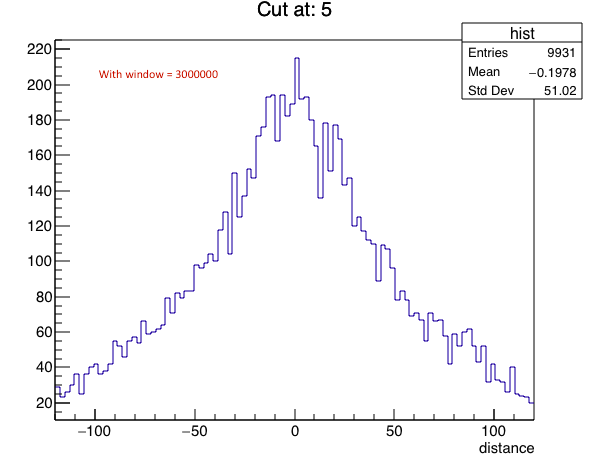 Cut at: 5
hist
Entries 9931
Mean −0.1978
Std Dev 51.02
With window = 3000000
220
200
180
160
140
120
100
80
60
40
20
−100 −50 0 50 100
distance